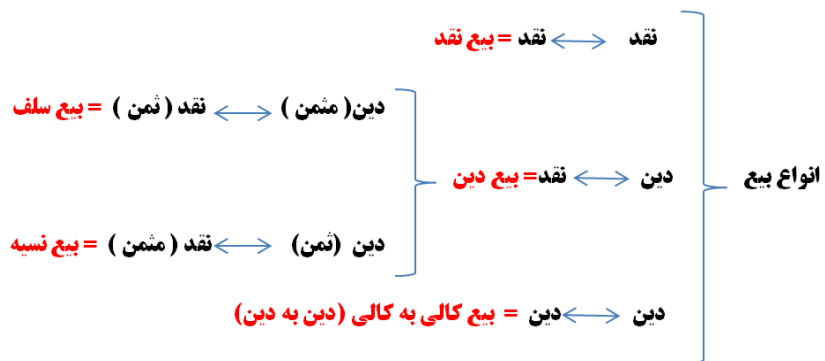 نقد نقد = بیع نقد
دین( مثمن ) نقد ( ثمن ) = بیع سلف
انواع بیع
دین نقد= بیع دین
دین (ثمن) نقد ( مثمن ) = بیع نسیه
دین دین = بیع کالی به کالی (دین به دین)